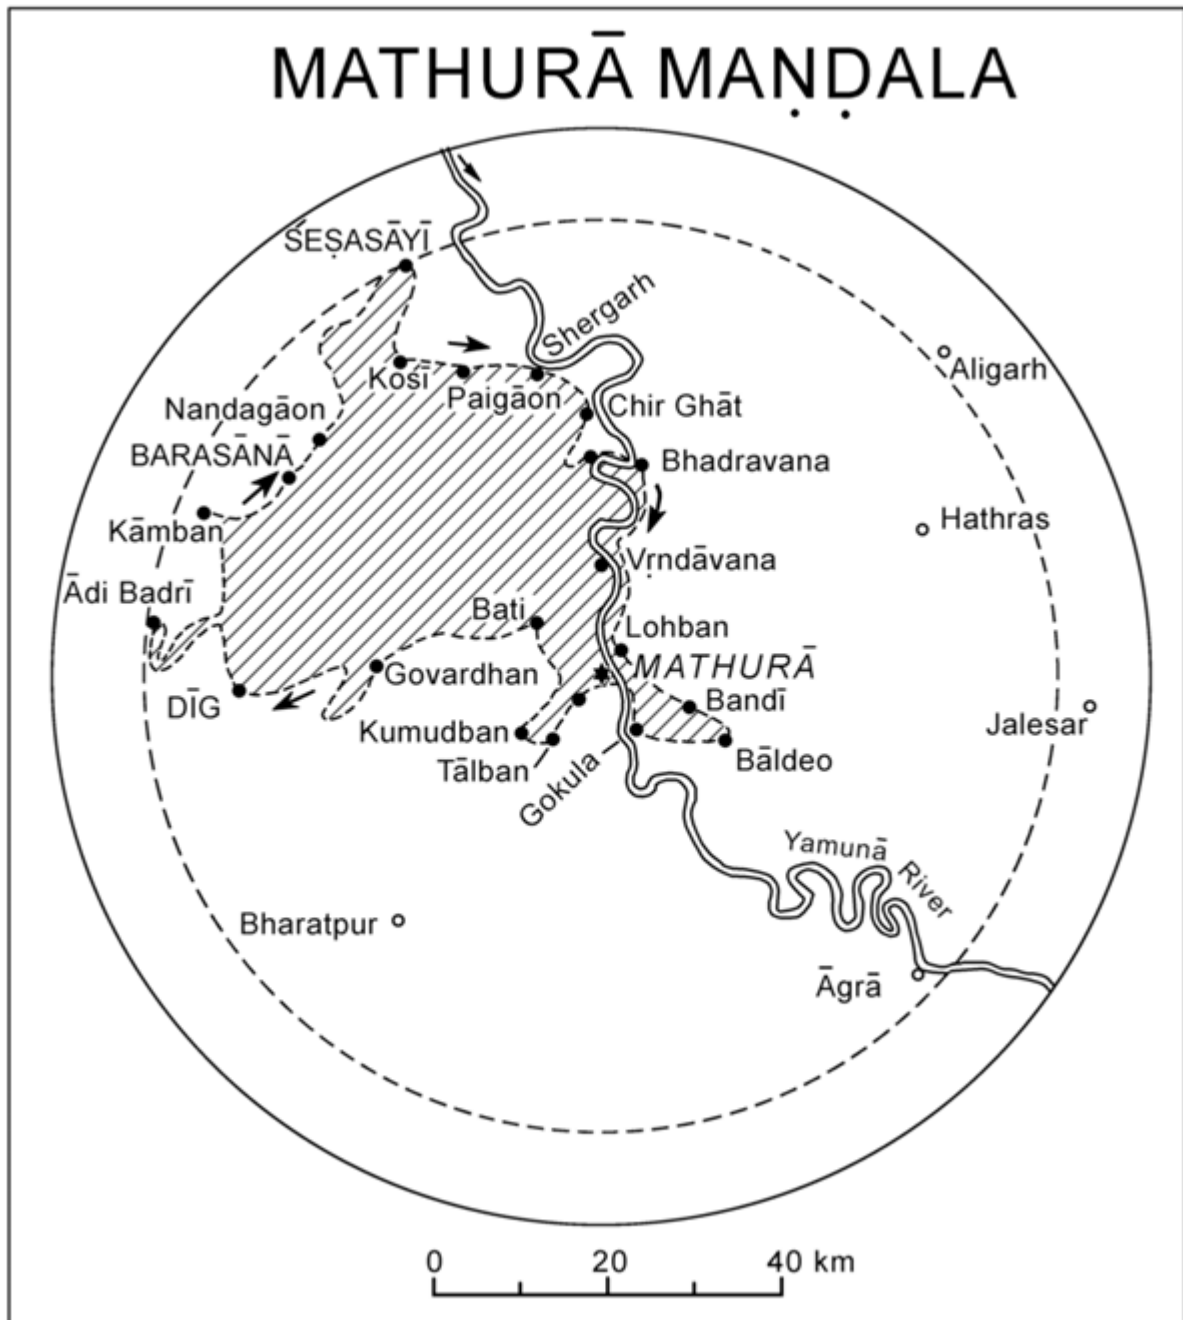 MATHURĀ MAṆḌALA
ŚEṢASĀYĪ
Shergarh
Aligarh
Kosī
Paigāon
Chir Ghāt
Nandagāon
BARASĀNĀ
Bhadravana
Kāmban
Hathras
Vṛndāvana
Ādi Badrī
Bati
Lohban
MATHURĀ
Govardhan
DĪG
Bandī
Jalesar
Kumudban
Tālban
Gokula
Bāldeo
Yamunā River
Bharatpur
Āgrā
0 20 40 km